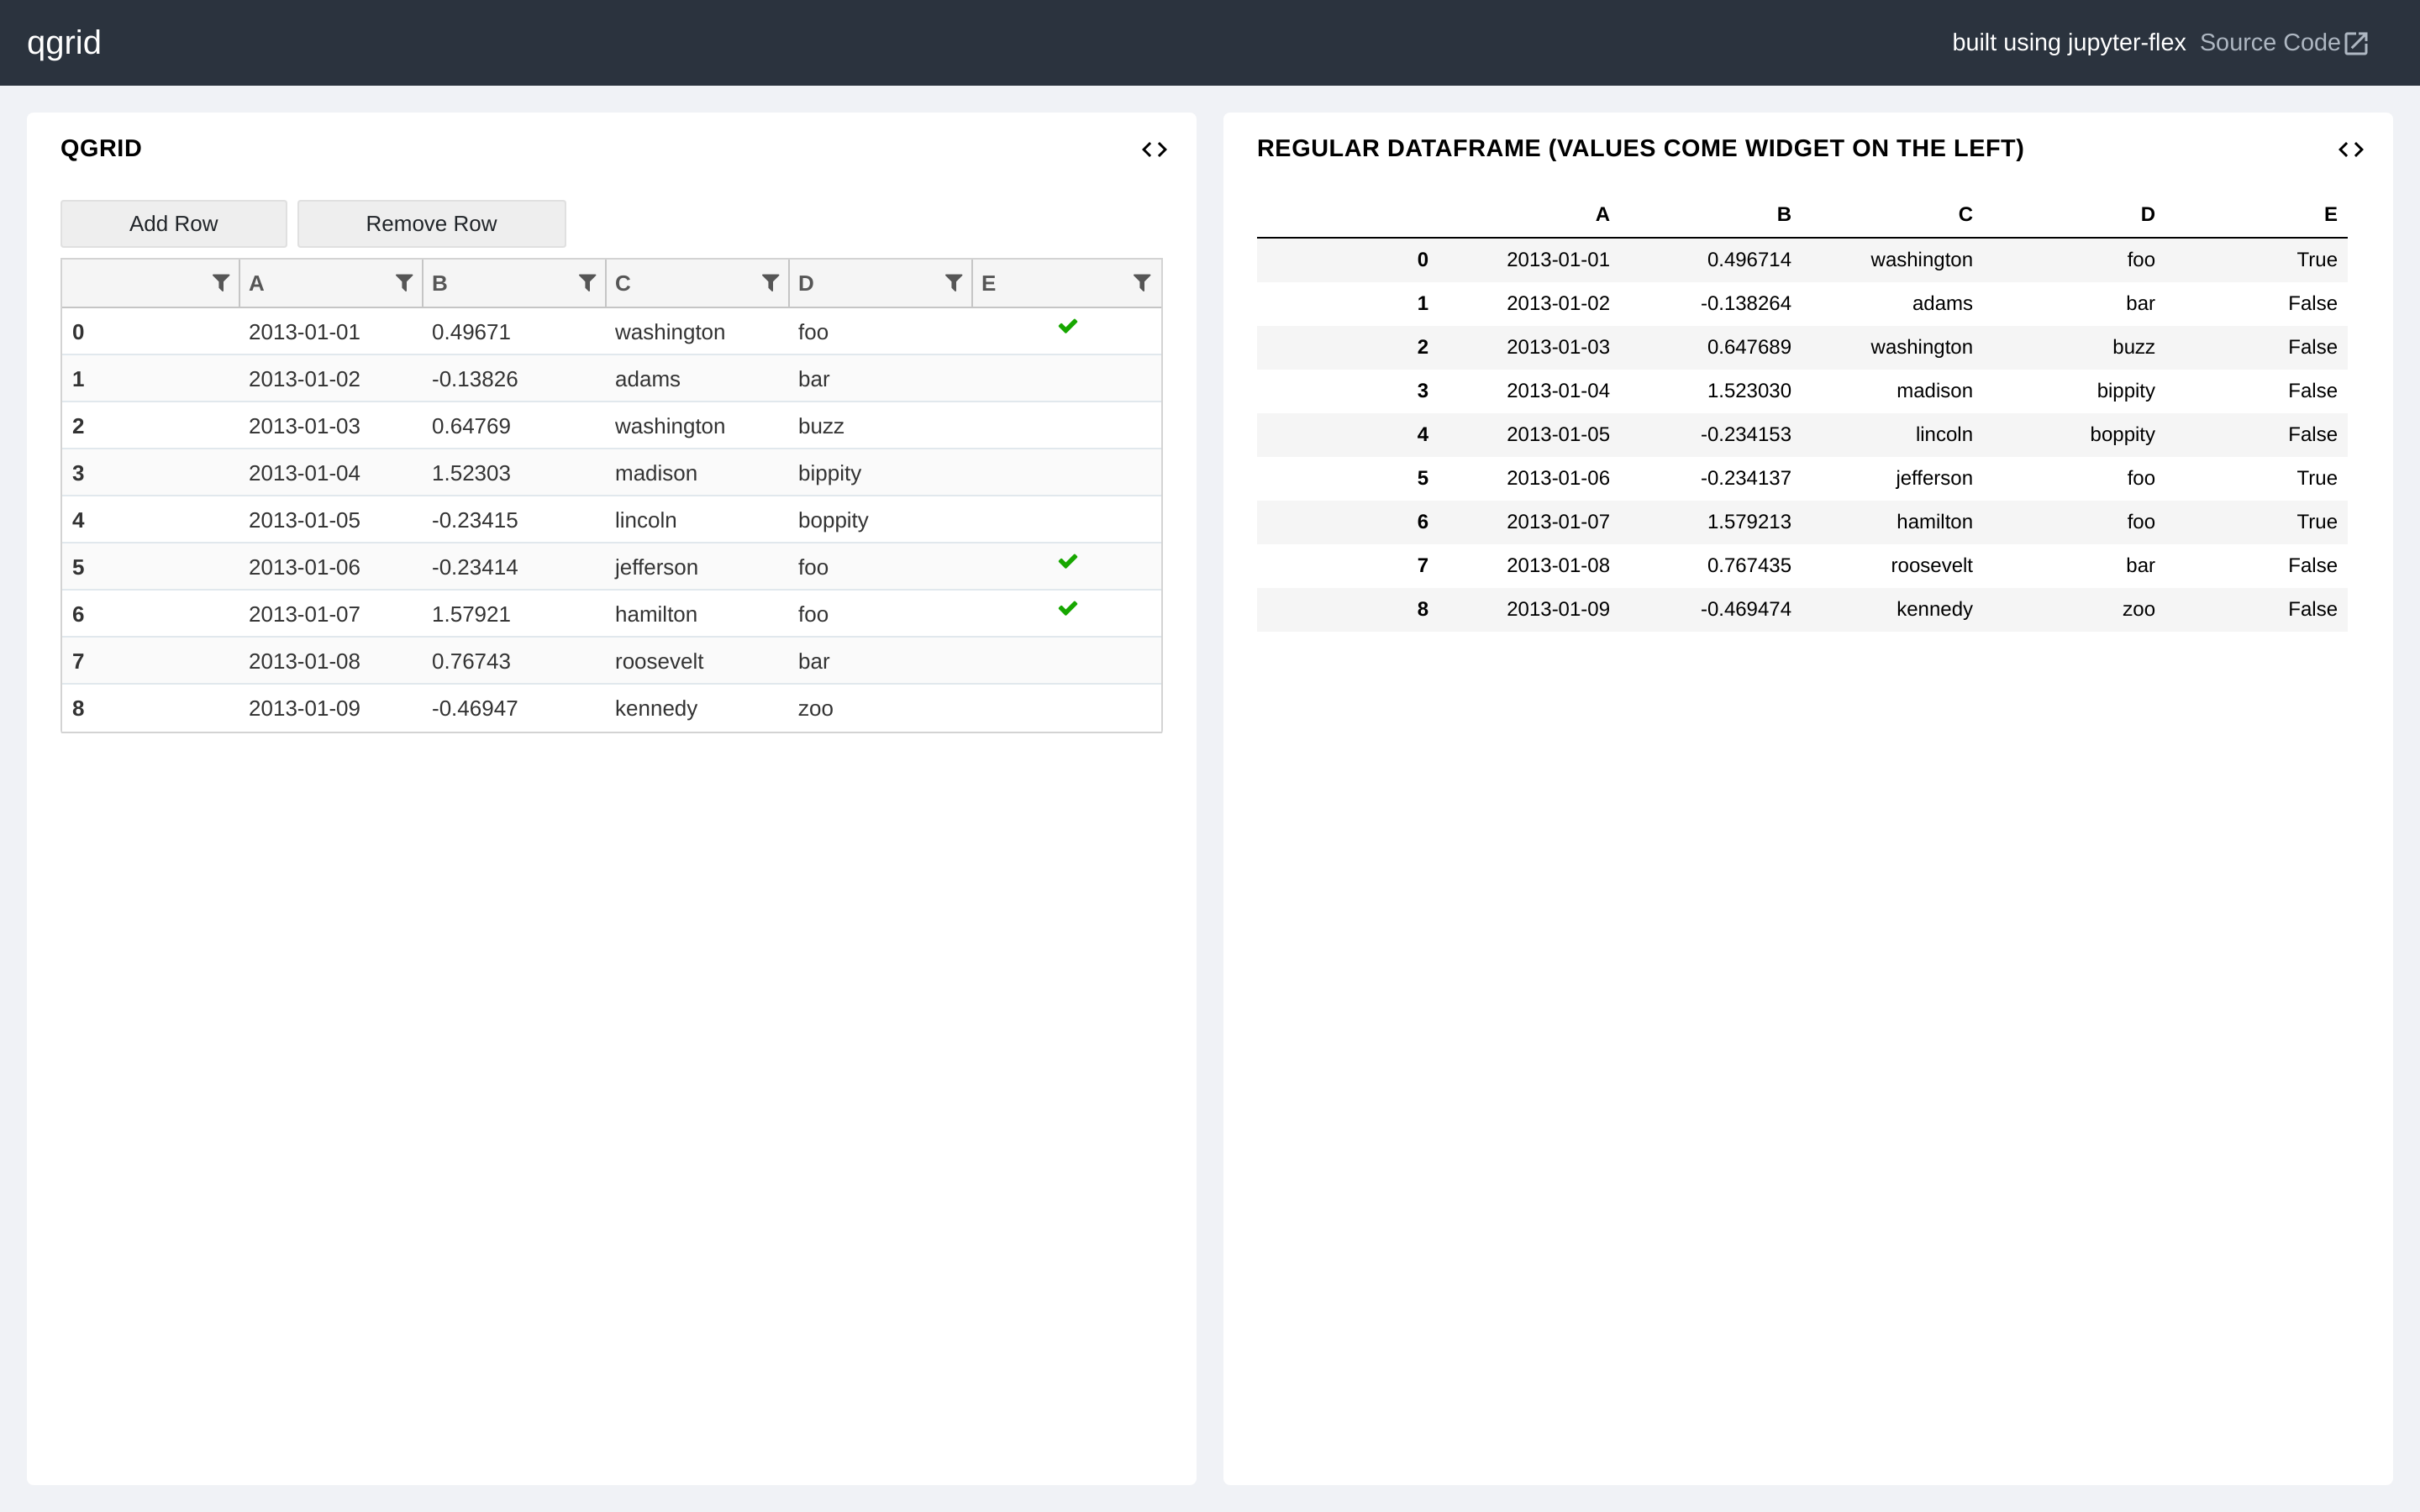 qgrid
built using jupyter-flex Source Code
QGRID
Add Row Remove Row
A B C D E
0 2013-01-01 0.49671 washington foo
1 2013-01-02 -0.13826 adams bar
2 2013-01-03 0.64769 washington buzz
3 2013-01-04 1.52303 madison bippity
4 2013-01-05 -0.23415 lincoln boppity
5 2013-01-06 -0.23414 jefferson foo
6 2013-01-07 1.57921 hamilton foo
7 2013-01-08 0.76743 roosevelt bar
8 2013-01-09 -0.46947 kennedy zoo
REGULAR DATAFRAME (VALUES COME WIDGET ON THE LEFT)
A B C D E
0 2013-01-01 0.496714 washington foo True
1 2013-01-02 -0.138264 adams bar False
2 2013-01-03 0.647689 washington buzz False
3 2013-01-04 1.523030 madison bippity False
4 2013-01-05 -0.234153 lincoln boppity False
5 2013-01-06 -0.234137 jefferson foo True
6 2013-01-07 1.579213 hamilton foo True
7 2013-01-08 0.767435 roosevelt bar False
8 2013-01-09 -0.469474 kennedy zoo False